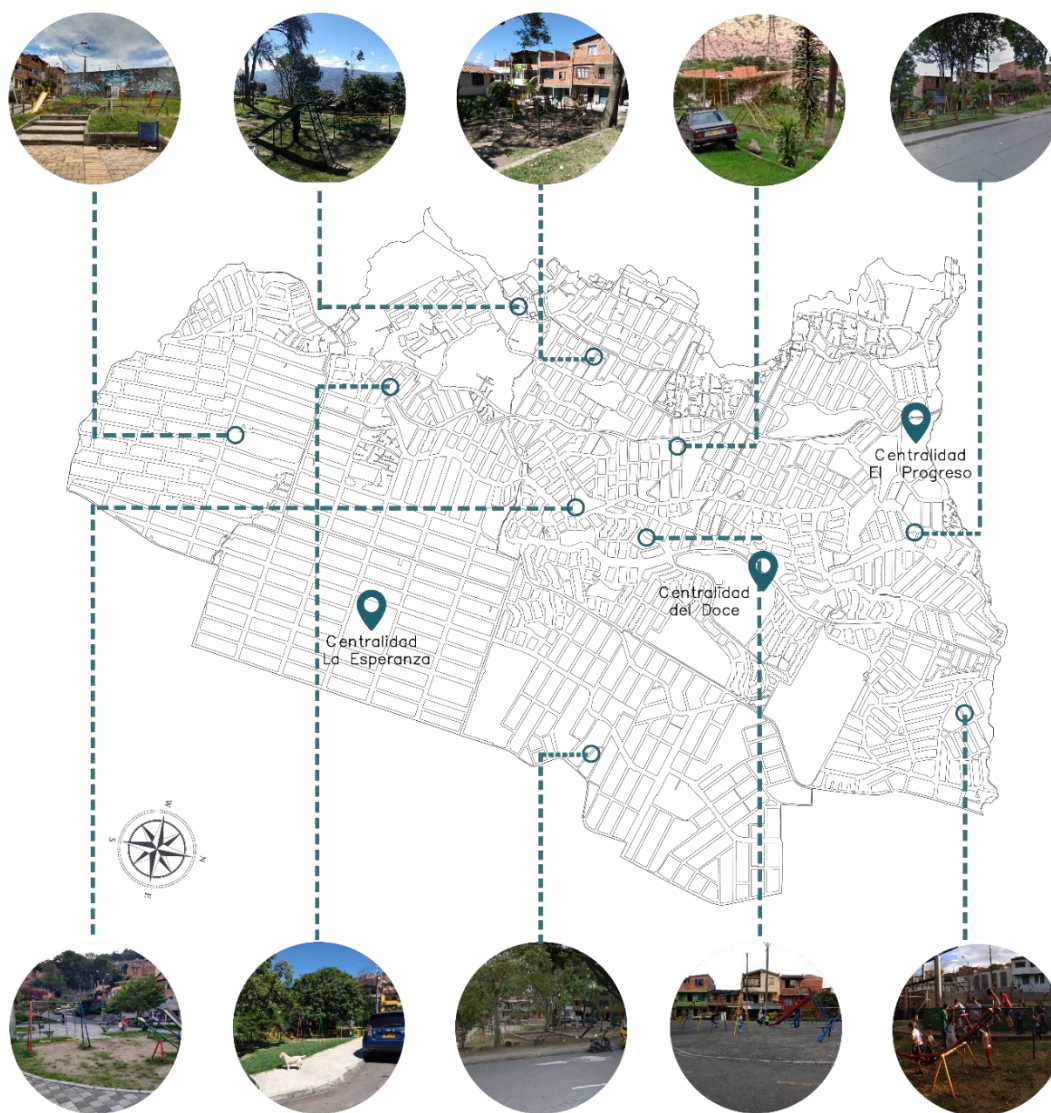 Centralidad
El Progreso
Centralidad
del Doce
Centralidad
La Esperanza
W
S
N
E